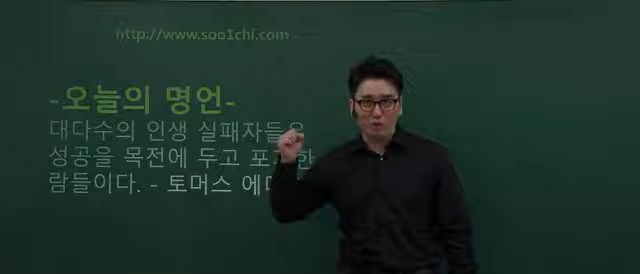 http://www.soo1chi.com
-오늘의 명언-
대다수의 인생 실패자들은
성공을 목전에 두고
람들이다. - 토머스